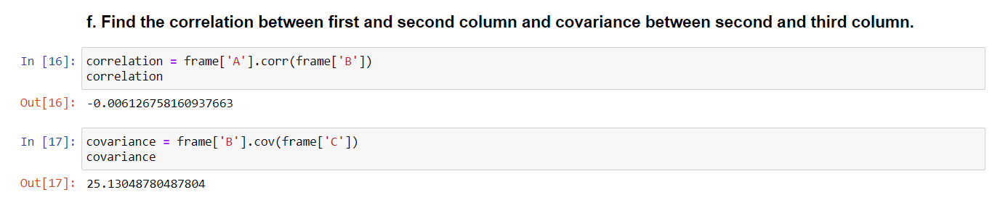 f. Find the correlation between first and second column and covariance between second and third column.
In [16]: correlation = frame['A'].corr(frame['B'])
correlation
Out[16]: -0.006126758160937663
In [17]: covariance = frame['B'].cov(frame['C'])
covariance
Out[17]: 25.13048780487804